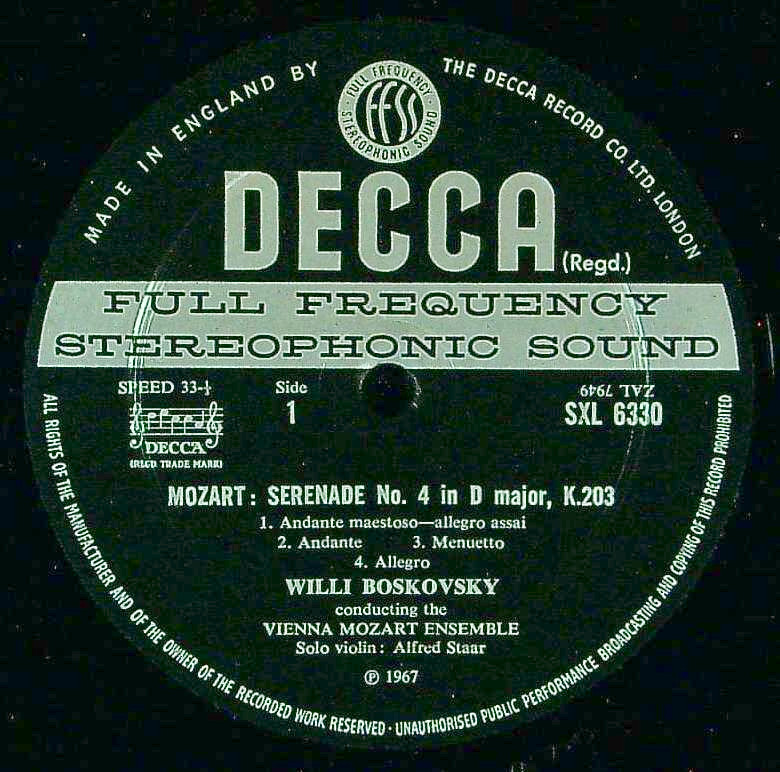 MADE IN ENGLAND BY
THE DECCA RECORD CO. LTD. LONDON
FULL FREQUENCY
ffss
STEREOPHONIC SOUND
DECCA
(Regd.)
FULL FREQUENCY
STEREOPHONIC SOUND
SPEED 33-⅓
Side
1
ZAL 7949
SXL 6330
DECCA
(REGD TRADE MARK)
MOZART: SERENADE No. 4 in D major, K.203
1. Andante maestoso—allegro assai
2. Andante 3. Menuetto
4. Allegro
WILLI BOSKOVSKY
conducting the
VIENNA MOZART ENSEMBLE
Solo violin: Alfred Staar
℗ 1967
ALL RIGHTS OF THE MANUFACTURER AND OF THE OWNER OF THE RECORDED WORK RESERVED · UNAUTHORISED PUBLIC PERFORMANCE BROADCASTING AND COPYING OF THIS RECORD PROHIBITED